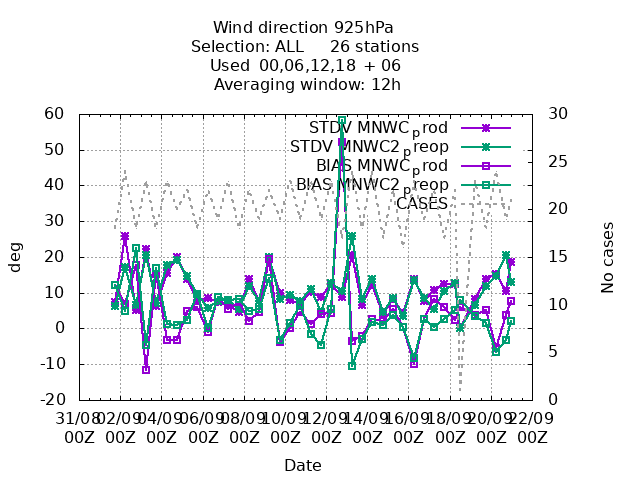 Wind direction 925hPa
Selection: ALL 26 stations
Used 00,06,12,18 + 06
Averaging window: 12h
60 50 40 30 20 10 0 -10 -20
30 25 20 15 10 5 0
deg
No cases
STDV MNWC_prod
STDV MNWC2_preop
BIAS MNWC_prod
BIAS MNWC2_preop
CASES
31/08 02/09 04/09 06/09 08/09 10/09 12/09 14/09 16/09 18/09 20/09 22/09
00Z 00Z 00Z 00Z 00Z 00Z 00Z 00Z 00Z 00Z 00Z 00Z
Date